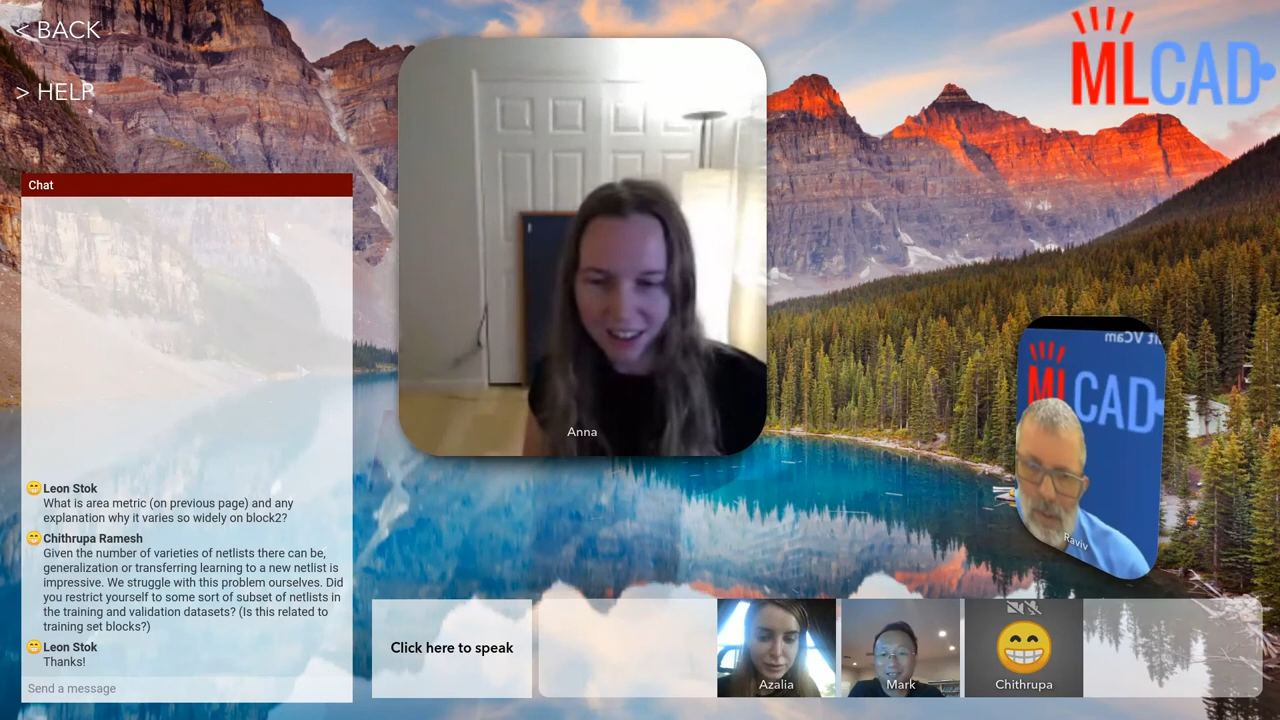 < BACK
> HELP
MLCAD
Chat
Leon Stok
What is area metric (on previous page) and any
explanation why it varies so widely on block2?
Chithrupa Ramesh
Given the number of varieties of netlists there can be,
generalization or transferring learning to a new netlist is
impressive. We struggle with this problem ourselves. Did
you restrict yourself to some sort of subset of netlists in
the training and validation datasets? (Is this related to
training set blocks?)
Leon Stok
Thanks!
Send a message
Anna
VCam
MLCAD
Raviv
Click here to speak
Azalia
Mark
Chithrupa